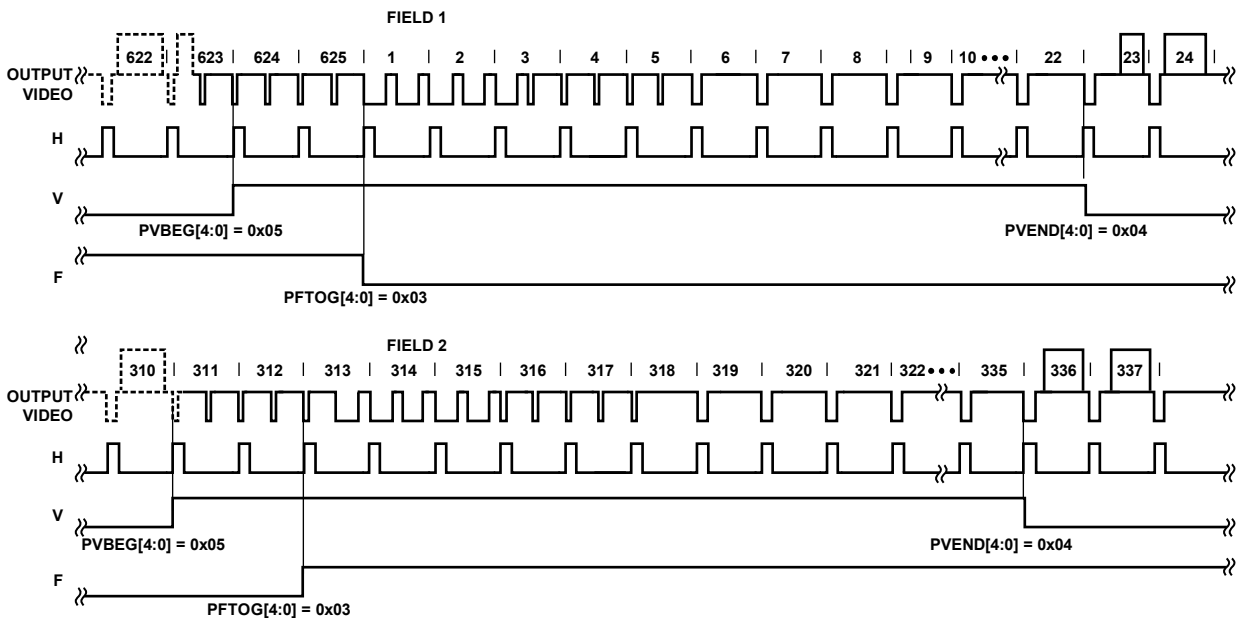 FIELD 1
622 623 624 625 1 2 3 4 5 6 7 8 9 10 ••• 22 23 24
OUTPUT
VIDEO
H
V
PVBEG[4:0] = 0x05
PVEND[4:0] = 0x04
F
PFTOG[4:0] = 0x03
FIELD 2
310 311 312 313 314 315 316 317 318 319 320 321 322 ••• 335 336 337
OUTPUT
VIDEO
H
V
PVBEG[4:0] = 0x05
PVEND[4:0] = 0x04
F
PFTOG[4:0] = 0x03